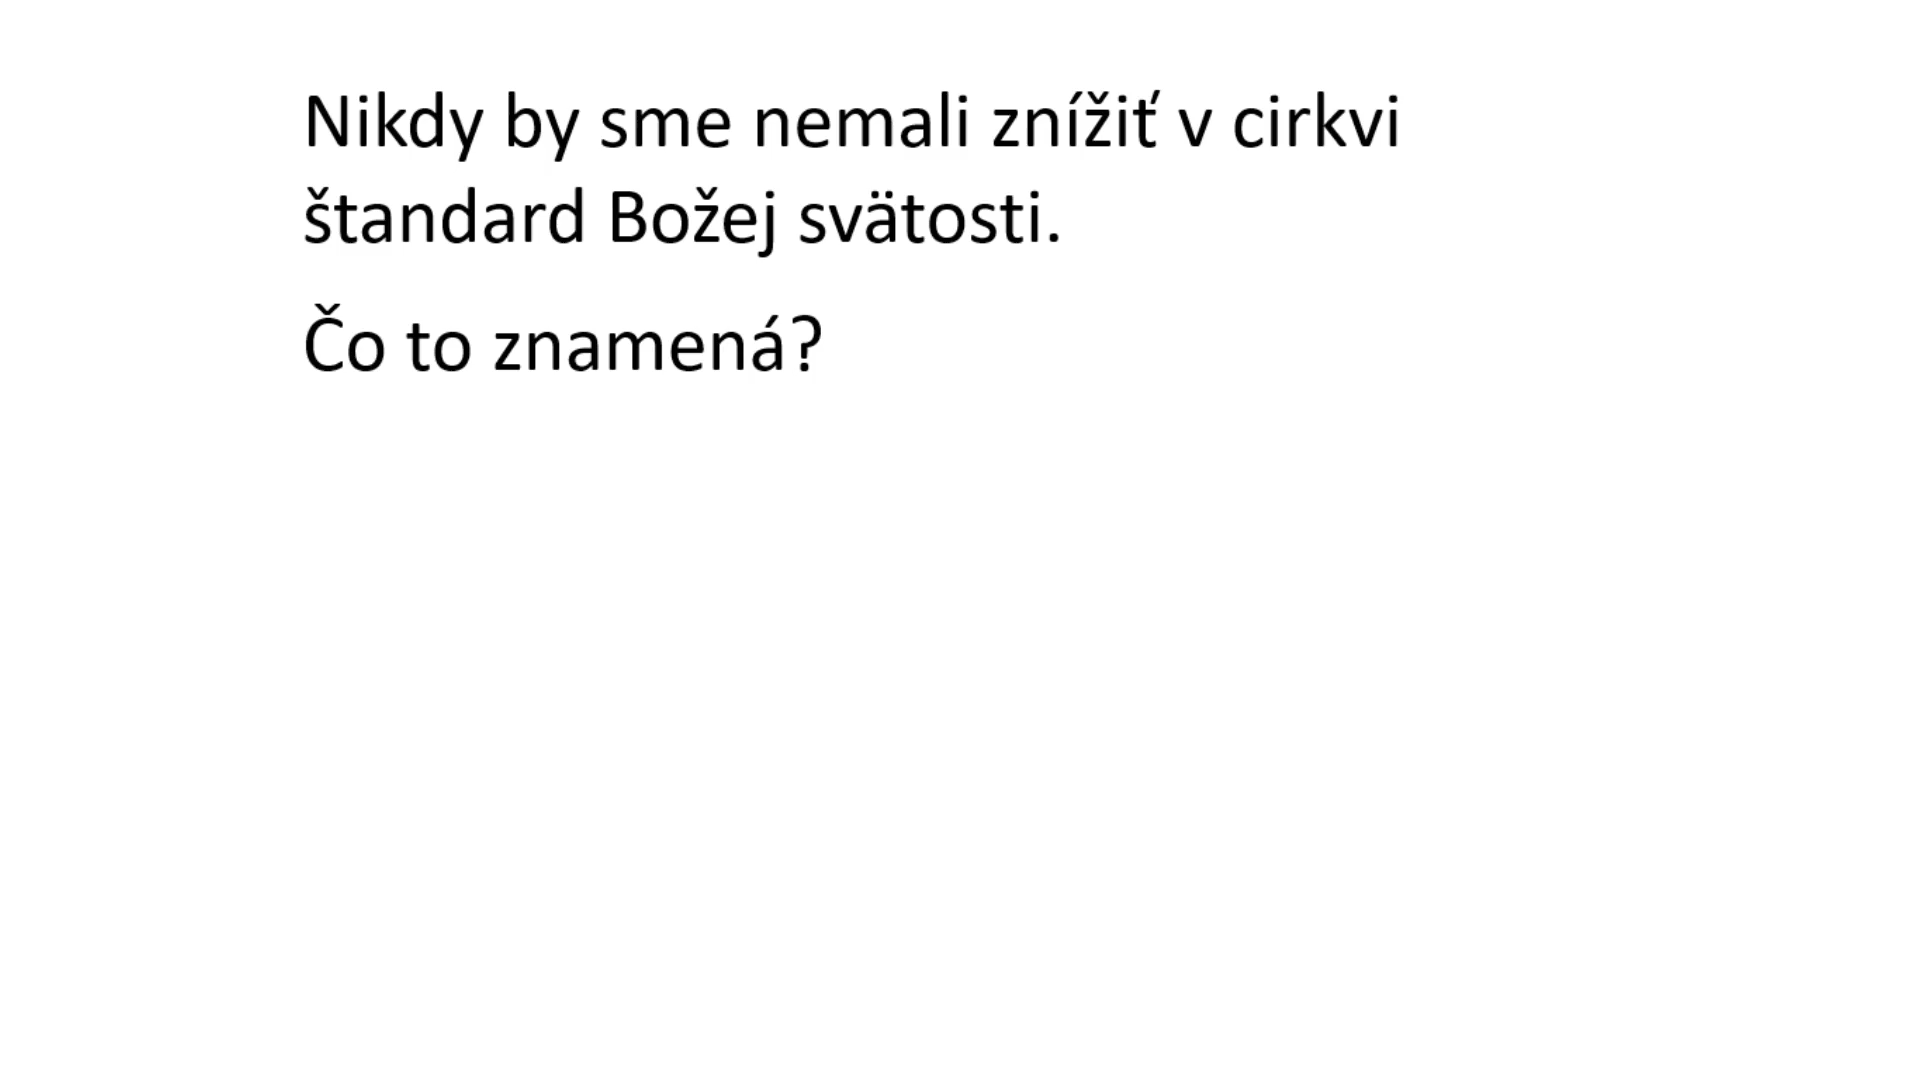 Nikdy by sme nemali znížiť v cirkvi
štandard Božej svätosti.
Čo to znamená?